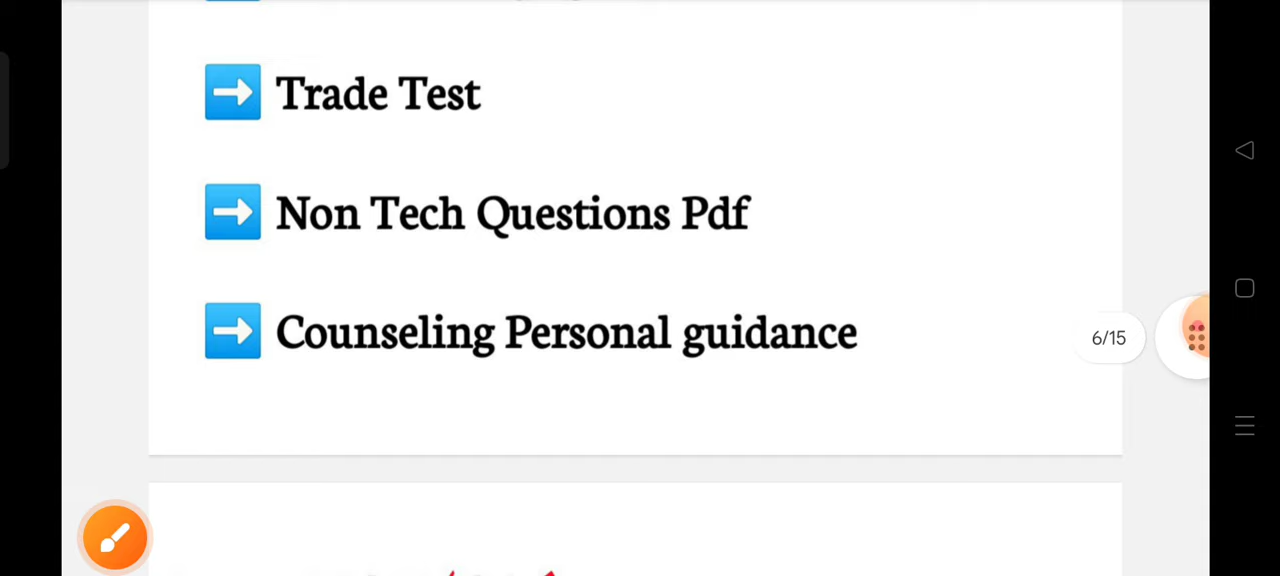 ➡️ Trade Test
➡️ Non Tech Questions Pdf
➡️ Counseling Personal guidance
6/15